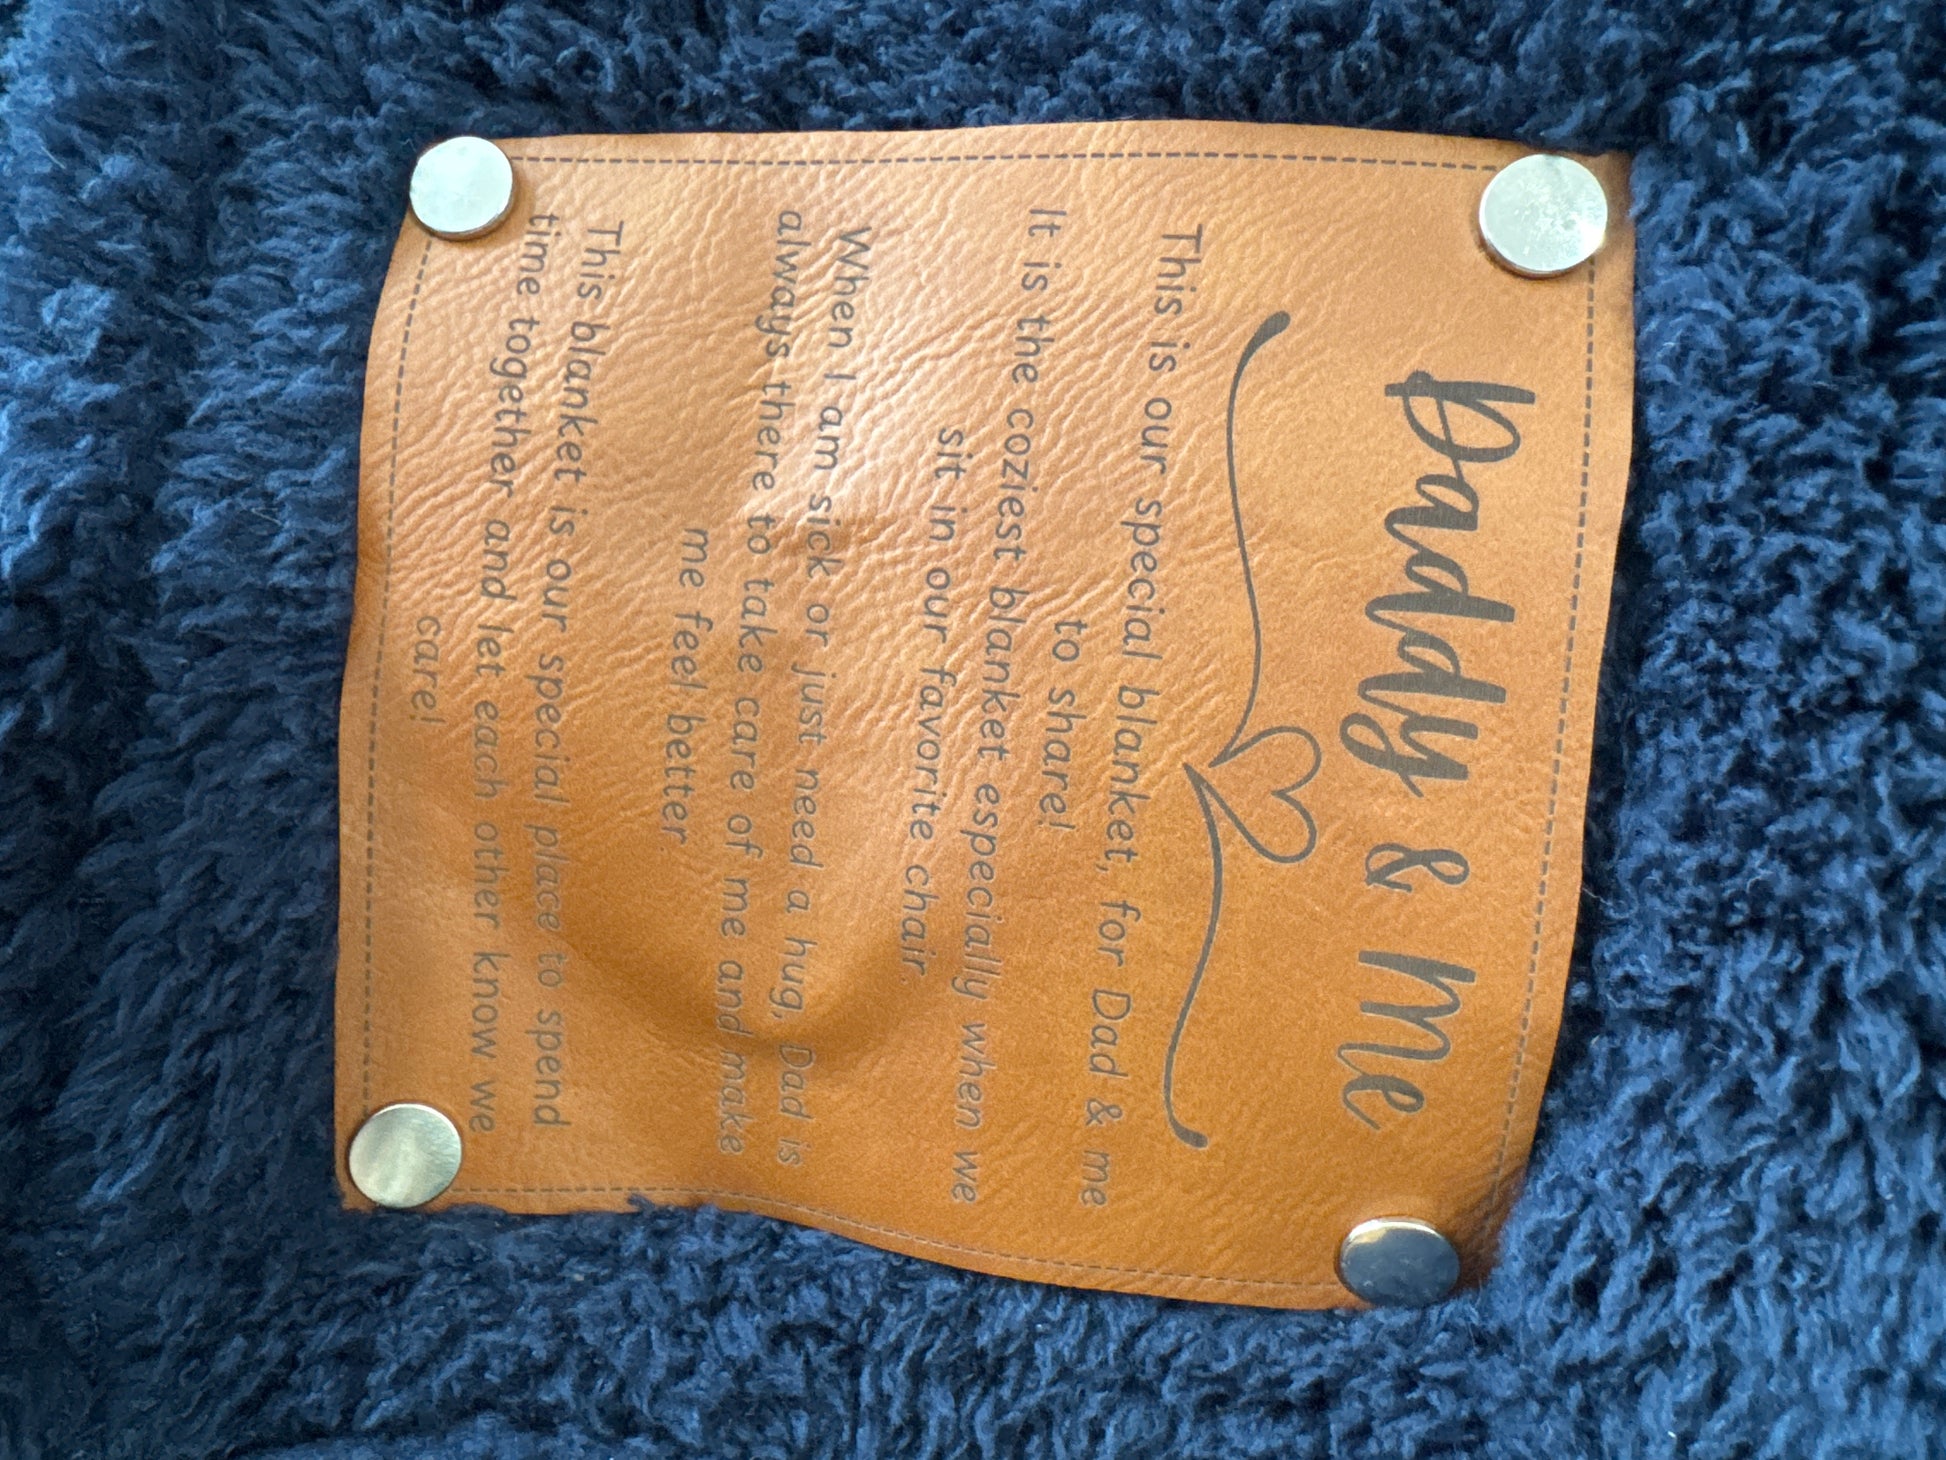 Daddy & Me
This is our special blanket, for Dad & me
to share!
It is the coziest blanket especially when we
sit in our favorite chair.
When I am sick or just need a hug, Dad is
always there to take care of me and make
me feel better.
This blanket is our special place to spend
time together and let each other know we
care!